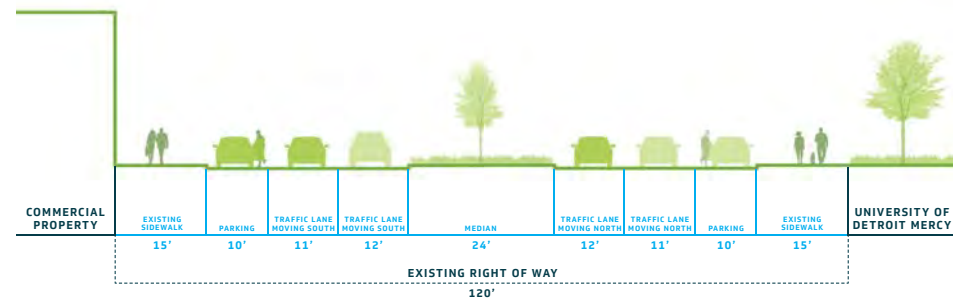 COMMERCIAL
PROPERTY
EXISTING
SIDEWALK
15'
PARKING
10'
TRAFFIC LANE
MOVING SOUTH
11'
TRAFFIC LANE
MOVING SOUTH
12'
MEDIAN
24'
TRAFFIC LANE
MOVING NORTH
12'
TRAFFIC LANE
MOVING NORTH
11'
PARKING
10'
EXISTING
SIDEWALK
15'
UNIVERSITY OF
DETROIT MERCY
EXISTING RIGHT OF WAY
120'